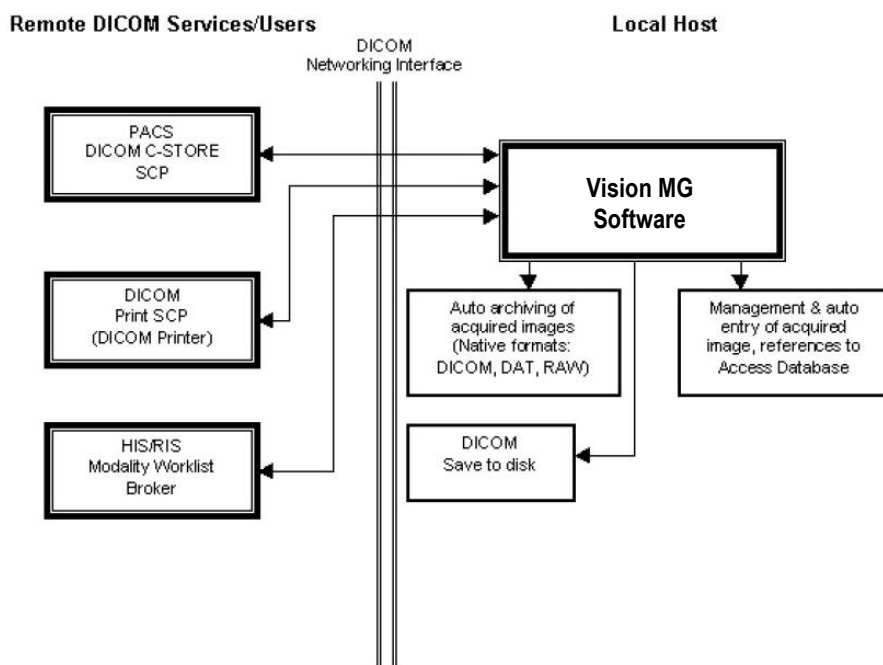 Remote DICOM Services/Users
Local Host
DICOM
Networking Interface
PACS
DICOM C-STORE
SCP
Vision MG
Software
DICOM
Print SCP
(DICOM Printer)
Auto archiving of
acquired images
(Native formats:
DICOM, DAT, RAW)
Management & auto
entry of acquired
image, references to
Access Database
HIS/RIS
Modality Worklist
Broker
DICOM
Save to disk